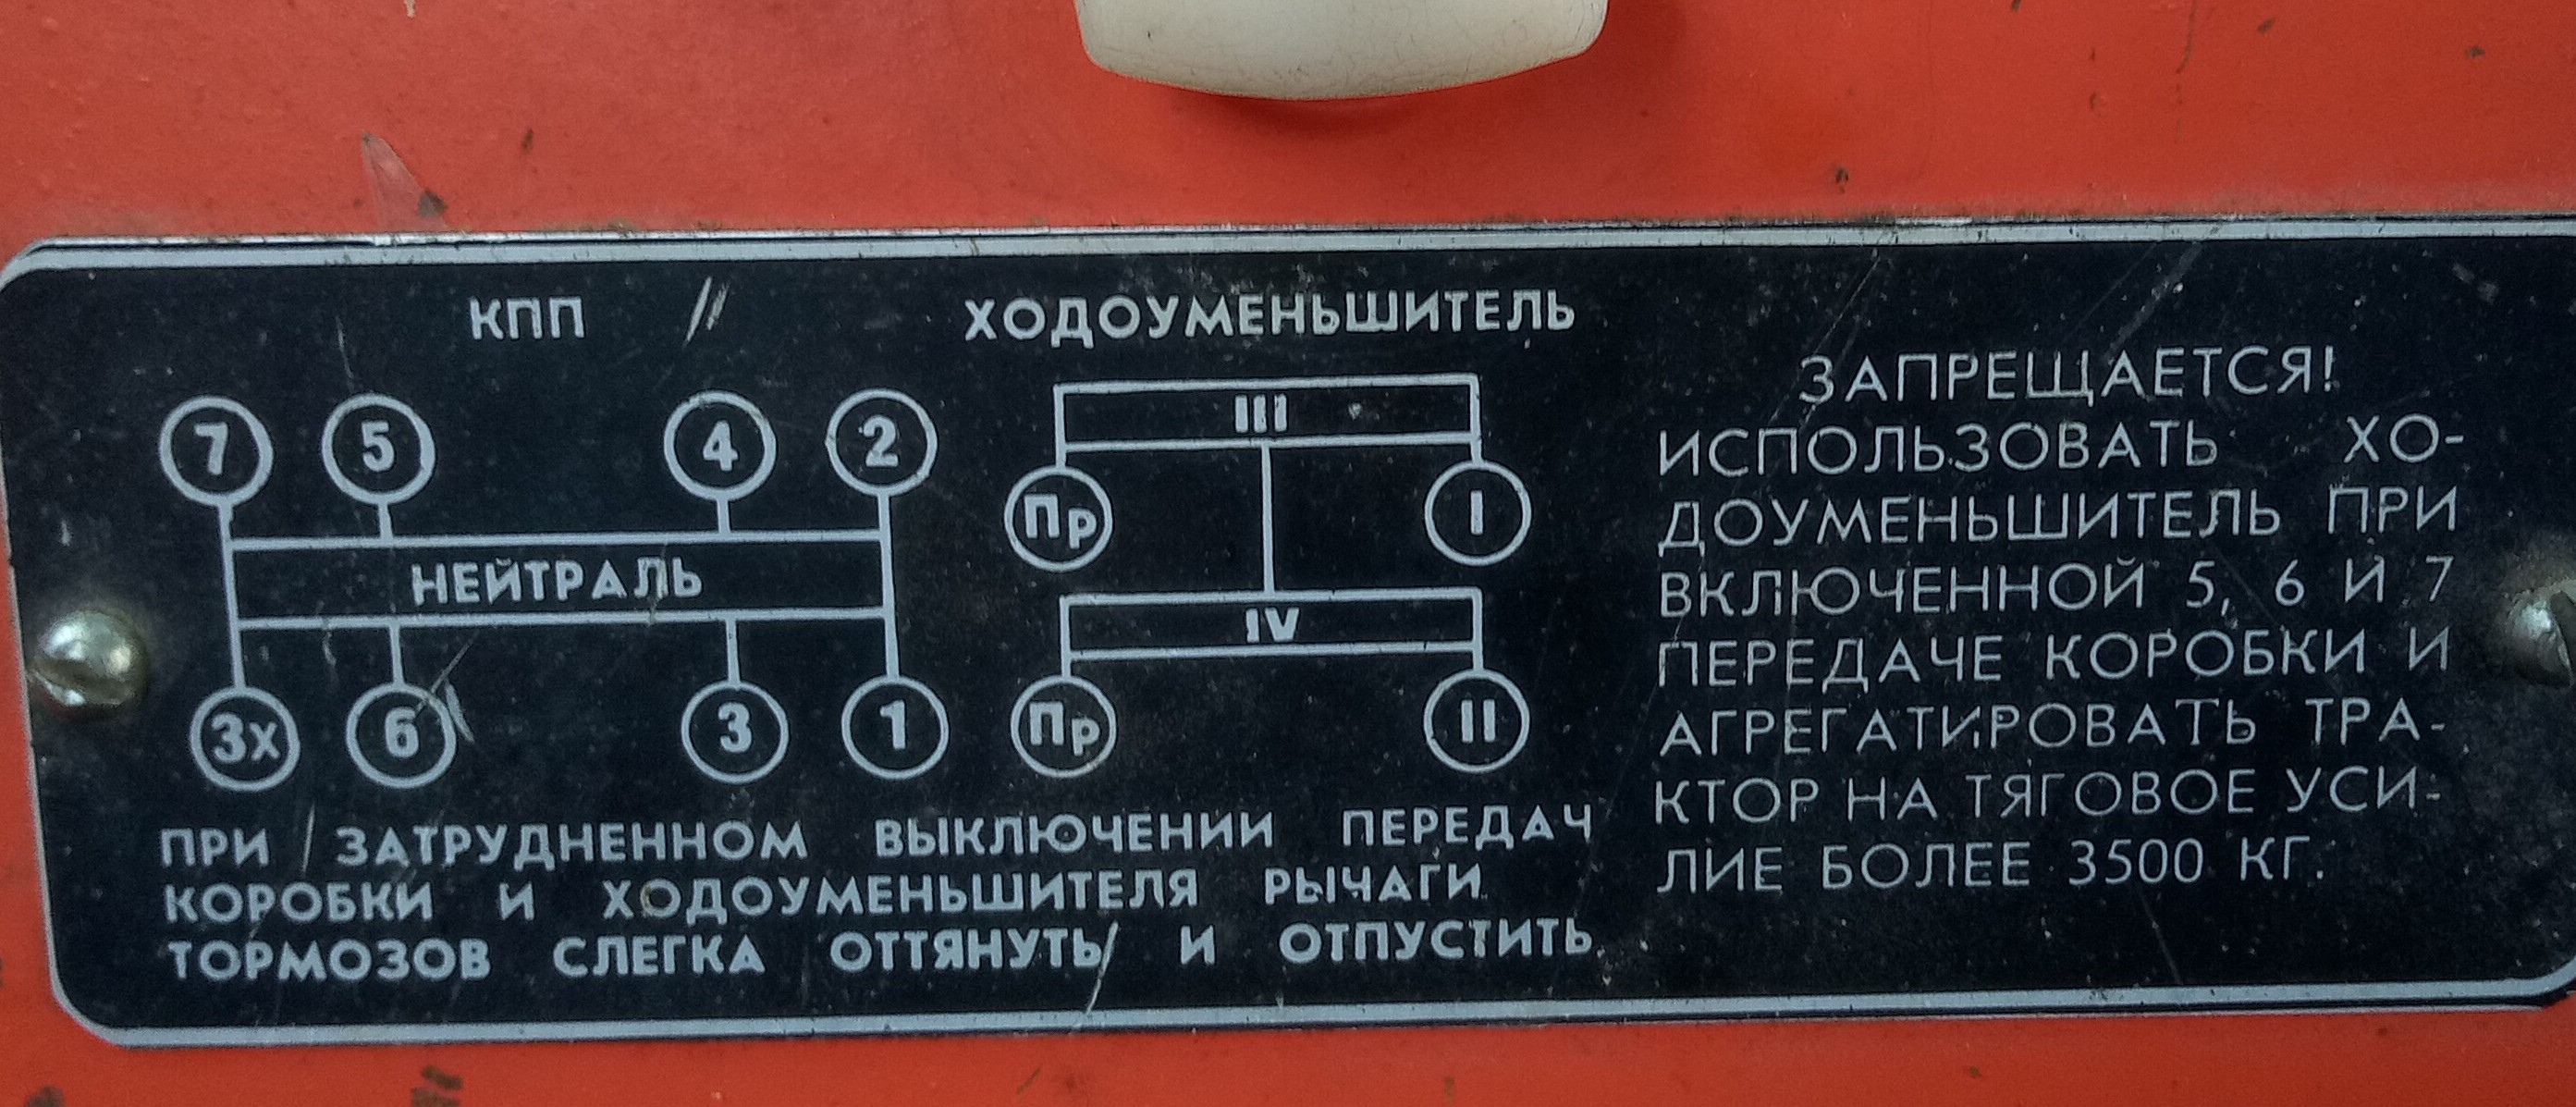 КПП
7 5 4 2
НЕЙТРАЛЬ
Зх 6 3 1
ХОДОУМЕНЬШИТЕЛЬ
III
Пр I
IV
Пр II
ПРИ ЗАТРУДНЕННОМ ВЫКЛЮЧЕНИИ ПЕРЕДАЧ
КОРОБКИ И ХОДОУМЕНЬШИТЕЛЯ РЫЧАГИ
ТОРМОЗОВ СЛЕГКА ОТТЯНУТЬ И ОТПУСТИТЬ
ЗАПРЕЩАЕТСЯ!
ИСПОЛЬЗОВАТЬ ХО-
ДОУМЕНЬШИТЕЛЬ ПРИ
ВКЛЮЧЕННОЙ 5, 6 И 7
ПЕРЕДАЧЕ КОРОБКИ И
АГРЕГАТИРОВАТЬ ТРА-
КТОР НА ТЯГОВОЕ УСИ-
ЛИЕ БОЛЕЕ 3500 КГ.